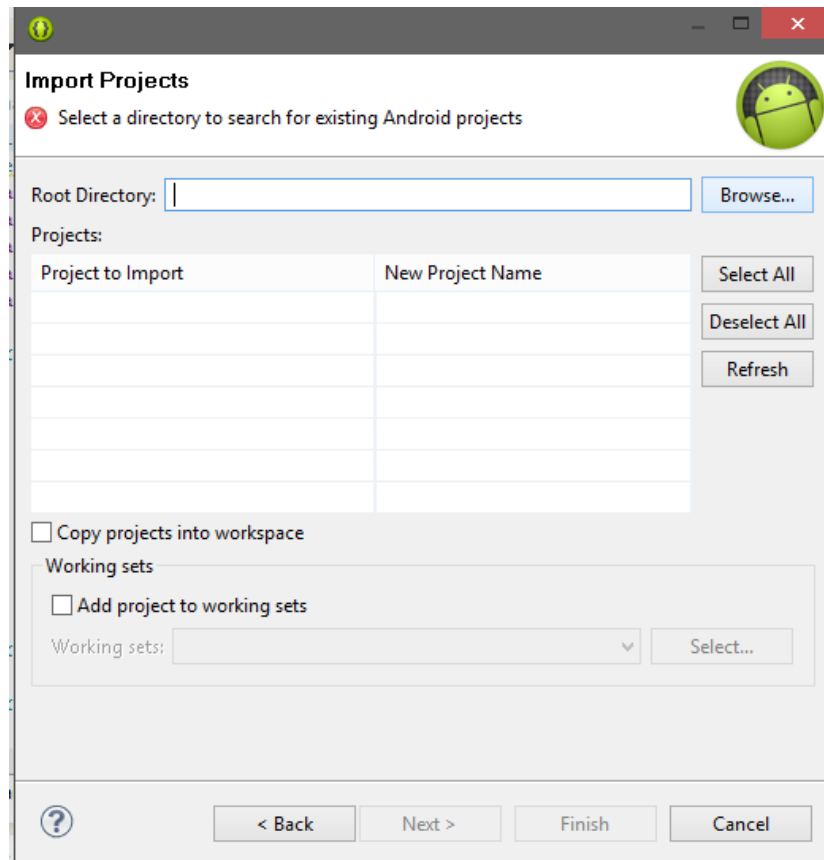 Import Projects
Select a directory to search for existing Android projects
Root Directory: Browse...
Projects:
Project to Import New Project Name Select All
Deselect All
Refresh
Copy projects into workspace
Working sets
Add project to working sets
Working sets: Select...
? < Back Next > Finish Cancel